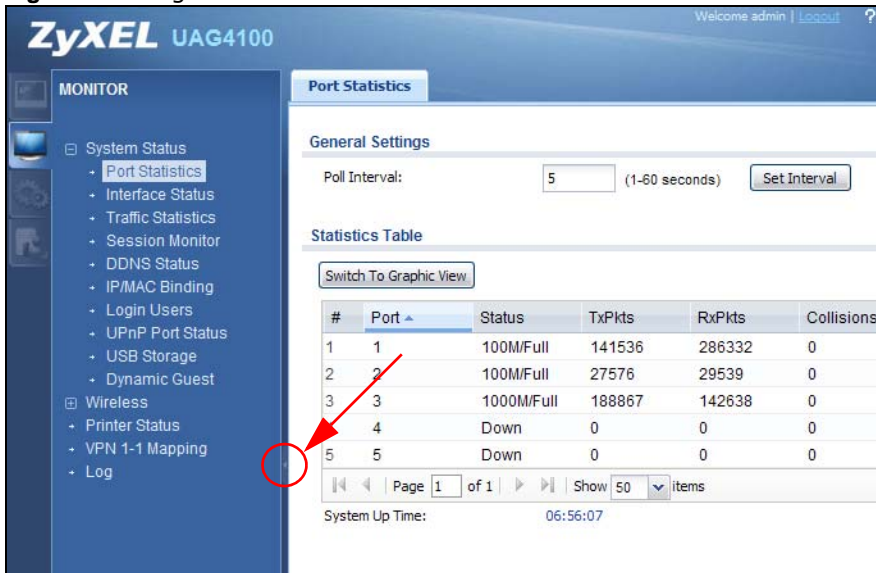 Welcome admin | Logout ?
ZyXEL UAG4100
MONITOR
System Status
Port Statistics
Interface Status
Traffic Statistics
Session Monitor
DDNS Status
IP/MAC Binding
Login Users
UPnP Port Status
USB Storage
Dynamic Guest
Wireless
Printer Status
VPN 1-1 Mapping
Log
Port Statistics
General Settings
Poll Interval: 5 (1-60 seconds) Set Interval
Statistics Table
Switch To Graphic View
# Port Status TxPkts RxPkts Collisions
1 1 100M/Full 141536 286332 0
2 2 100M/Full 27576 29539 0
3 3 1000M/Full 188867 142638 0
4 Down 0 0 0
5 5 Down 0 0 0
Page 1 of 1 Show 50 items
System Up Time: 06:56:07